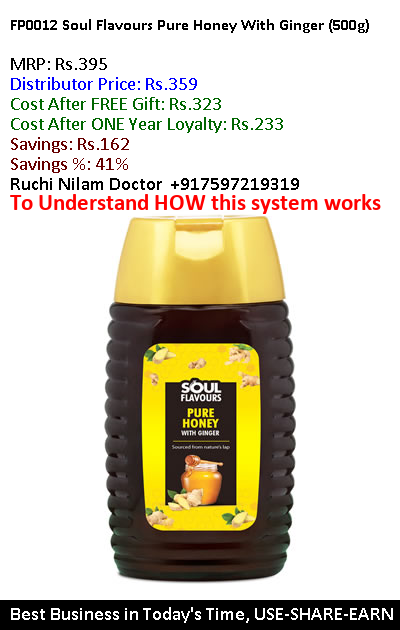 FP0012 Soul Flavours Pure Honey With Ginger (500g)
MRP: Rs.395
Distributor Price: Rs.359
Cost After FREE Gift: Rs.323
Cost After ONE Year Loyalty: Rs.233
Savings: Rs.162
Savings %: 41%
Ruchi Nilam Doctor +917597219319
To Understand HOW this system works
SOUL
FLAVOURS
PURE
HONEY
WITH GINGER
Sourced from nature's lap
Best Business in Today's Time, USE-SHARE-EARN